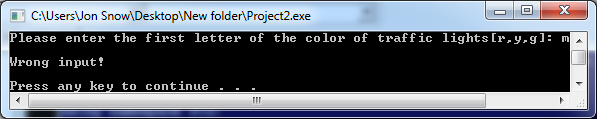 C:\Users\Jon Snow\Desktop\New folder\Project2.exe
Please enter the first letter of the color of traffic lights[r,y,g]: m
Wrong input!
Press any key to continue . . .